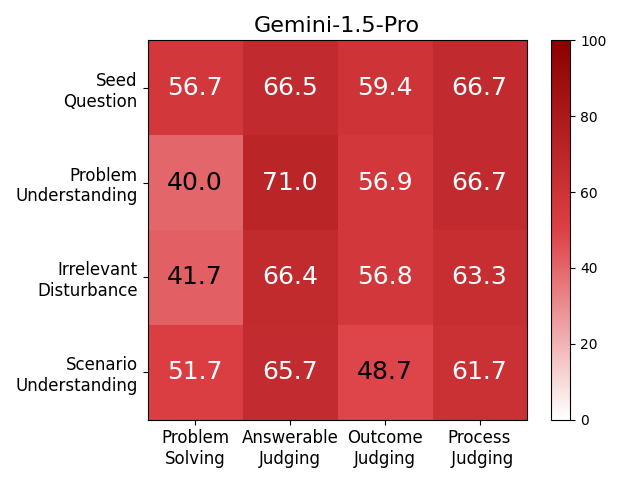 Gemini-1.5-Pro
Seed
Question
56.7 66.5 59.4 66.7
Problem
Understanding
40.0 71.0 56.9 66.7
Irrelevant
Disturbance
41.7 66.4 56.8 63.3
Scenario
Understanding
51.7 65.7 48.7 61.7
Problem
Solving
Answerable
Judging
Outcome
Judging
Process
Judging
100
80
60
40
20
0